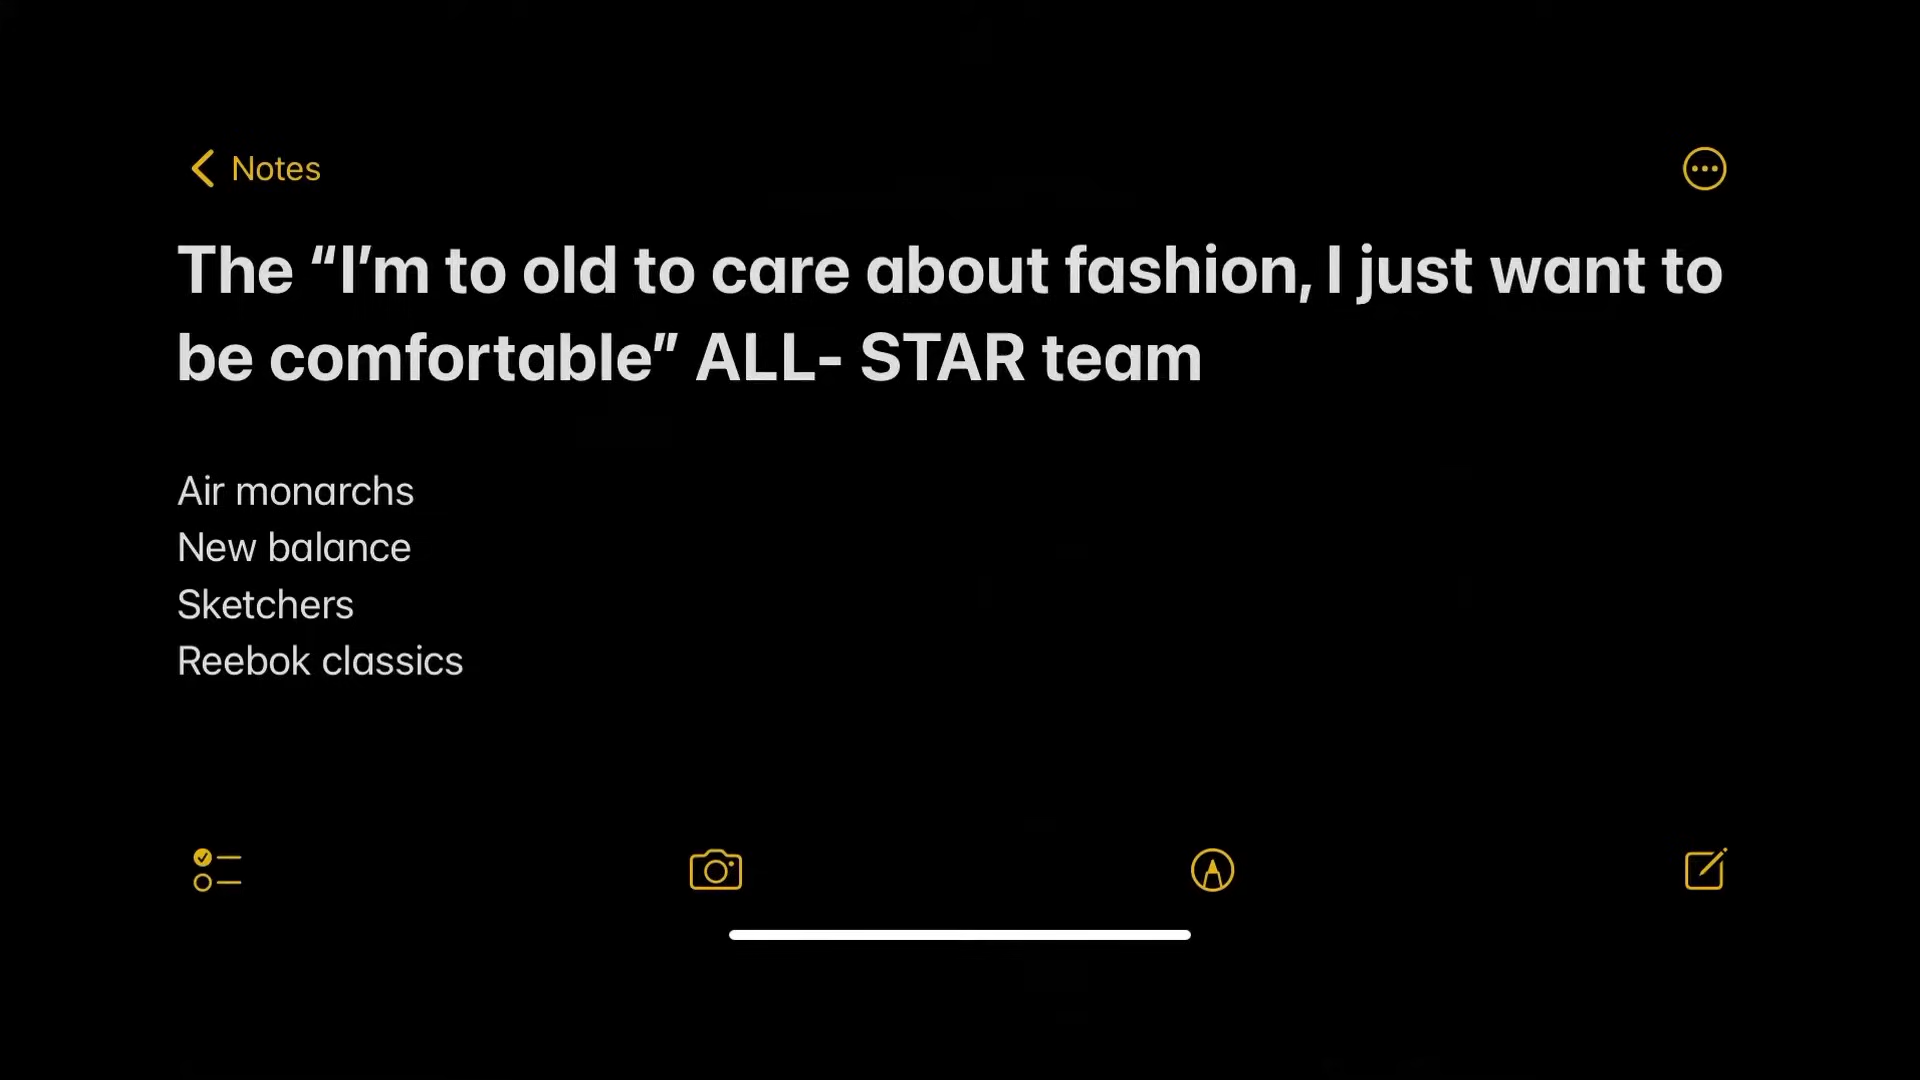 Notes
The “I’m to old to care about fashion, I just want to
be comfortable” ALL- STAR team
Air monarchs
New balance
Sketchers
Reebok classics